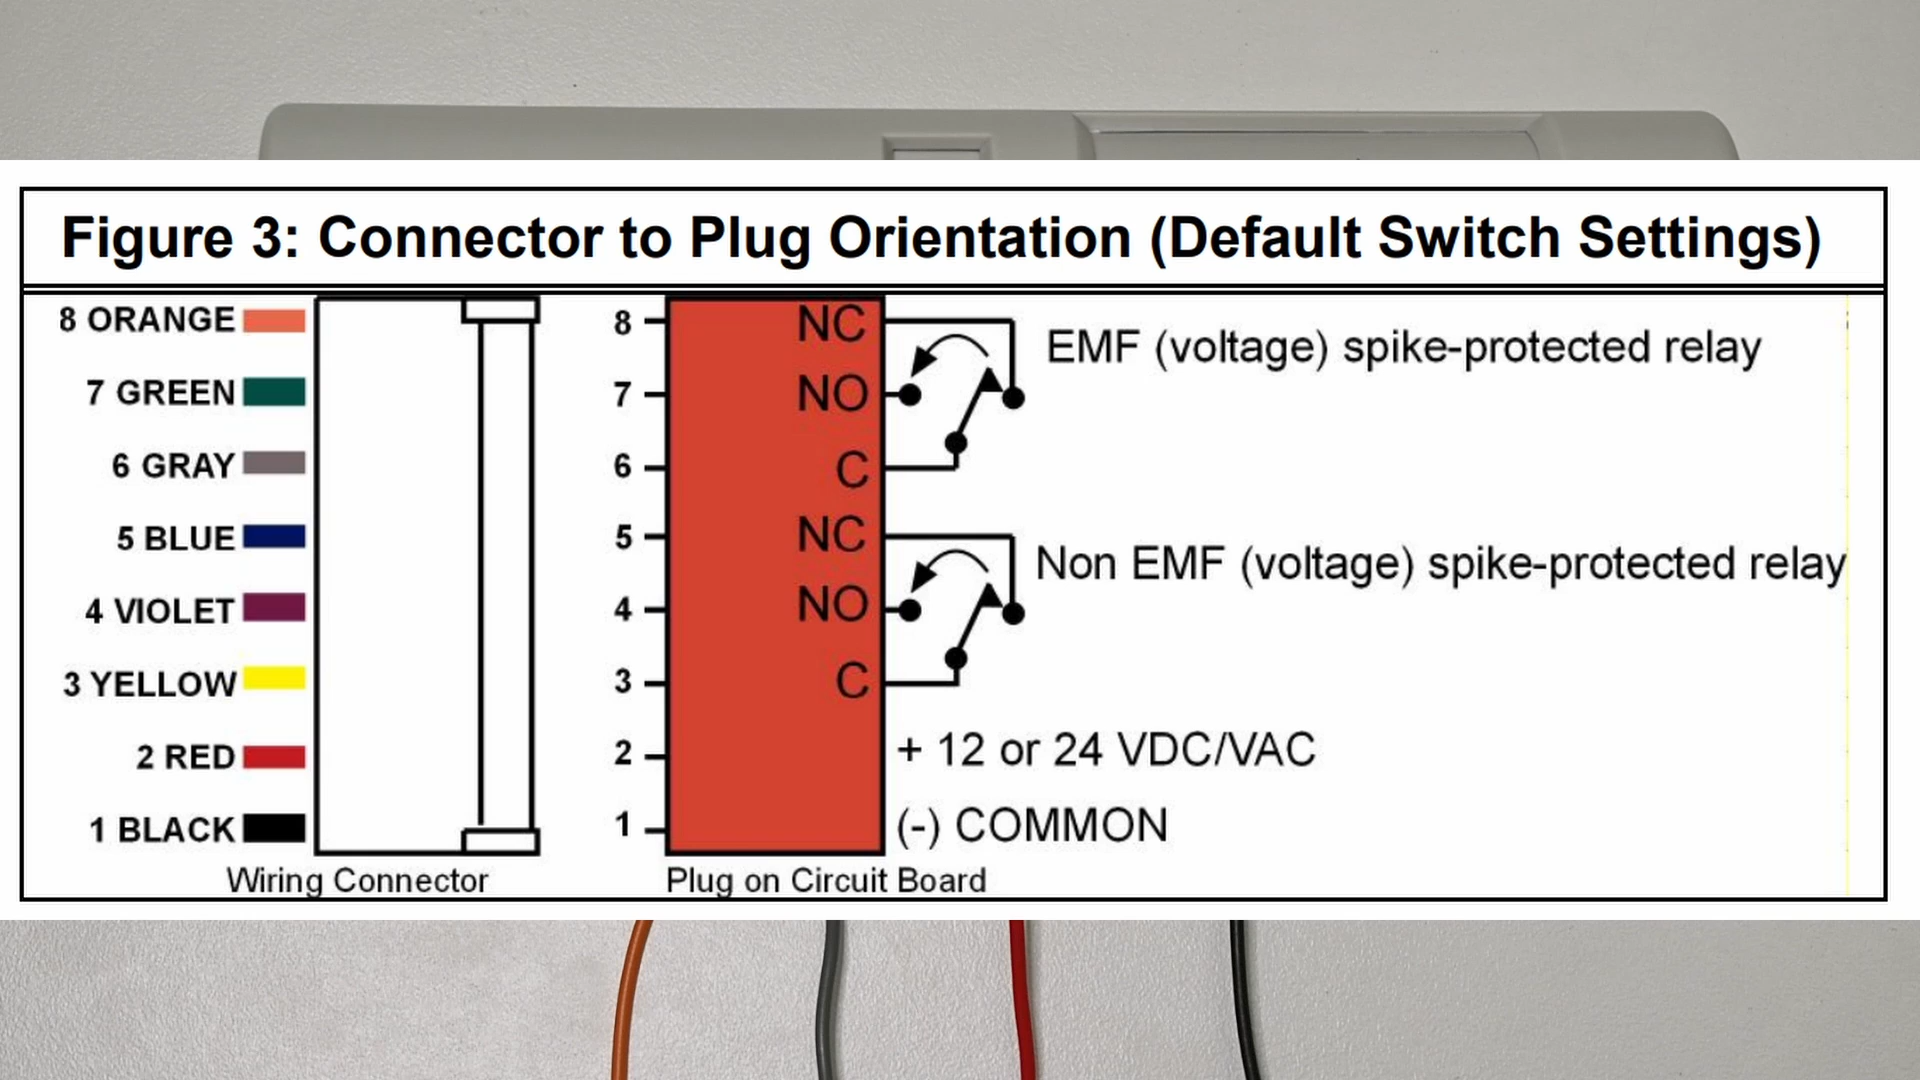 Figure 3: Connector to Plug Orientation (Default Switch Settings)
8 ORANGE
7 GREEN
6 GRAY
5 BLUE
4 VIOLET
3 YELLOW
2 RED
1 BLACK
Wiring Connector
8 NC
7 NO
6 C
5 NC
4 NO
3 C
2
1
EMF (voltage) spike-protected relay
Non EMF (voltage) spike-protected relay
+ 12 or 24 VDC/VAC
(-) COMMON
Plug on Circuit Board